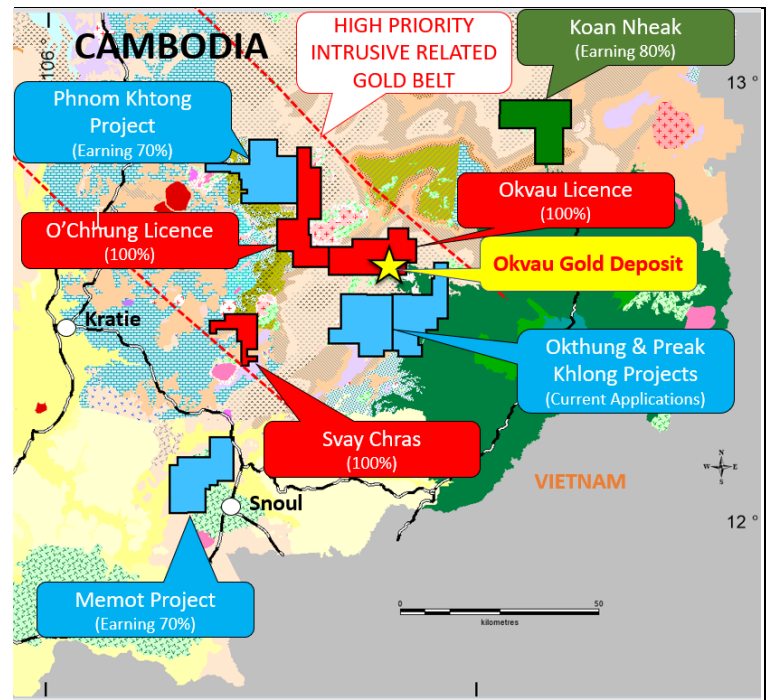 CAMBODIA
106 °
HIGH PRIORITY
INTRUSIVE RELATED
GOLD BELT
Koan Nheak
(Earning 80%)
13 °
Phnom Khtong
Project
(Earning 70%)
Okvau Licence
(100%)
O'Chhung Licence
(100%)
Okvau Gold Deposit
Kratie
Okthung & Preak
Khlong Projects
(Current Applications)
Svay Chras
(100%)
N
W E
S
VIETNAM
Snoul
12 °
Memot Project
(Earning 70%)
0 50
kilometres